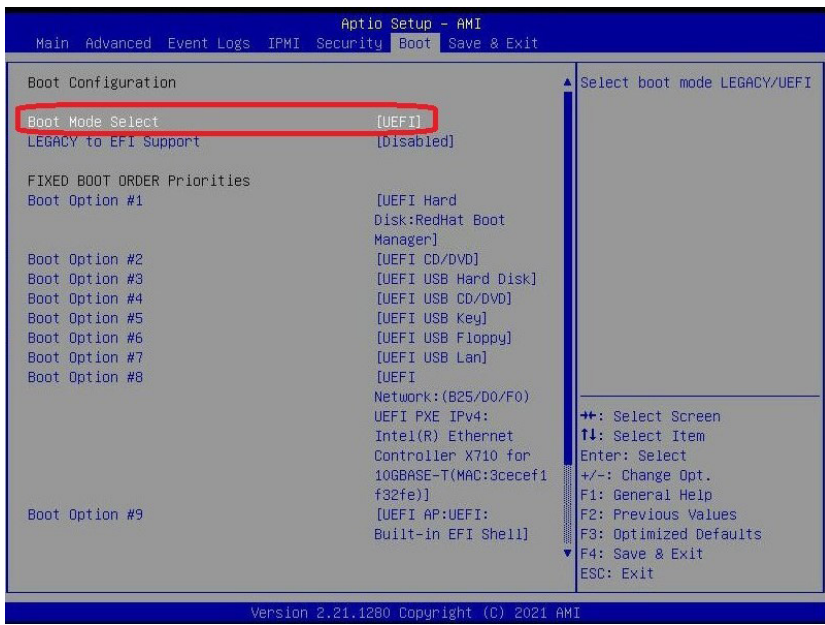 Aptio Setup - AMI
Main Advanced Event Logs IPMI Security Boot Save & Exit
Boot Configuration
Boot Mode Select [UEFI]
LEGACY to EFI Support [Disabled]
FIXED BOOT ORDER Priorities
Boot Option #1 [UEFI Hard
Disk:RedHat Boot
Manager]
Boot Option #2 [UEFI CD/DVD]
Boot Option #3 [UEFI USB Hard Disk]
Boot Option #4 [UEFI USB CD/DVD]
Boot Option #5 [UEFI USB Key]
Boot Option #6 [UEFI USB Floppy]
Boot Option #7 [UEFI USB Lan]
Boot Option #8 [UEFI
Network:(B25/D0/F0)
UEFI PXE IPv4:
Intel(R) Ethernet
Controller X710 for
10GBASE-T(MAC:3cecef1
f32fe)]
Boot Option #9 [UEFI AP:UEFI:
Built-in EFI Shell]
Select boot mode LEGACY/UEFI
→←: Select Screen
↑↓: Select Item
Enter: Select
+/-: Change Opt.
F1: General Help
F2: Previous Values
F3: Optimized Defaults
F4: Save & Exit
ESC: Exit
Version 2.21.1280 Copyright (C) 2021 AMI